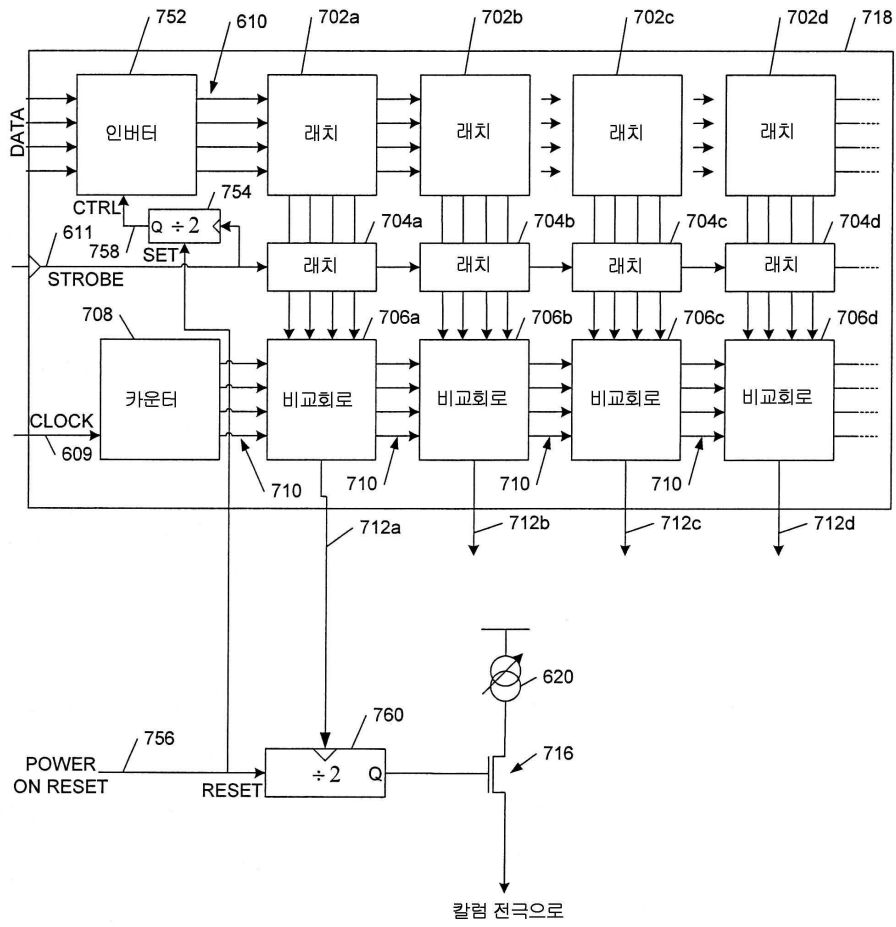 752
610
702a
702b
702c
702d
718
DATA
인버터
래치
래치
래치
래치
CTRL
754
Q ÷2
758
SET
611
STROBE
704a
704b
704c
704d
래치
래치
래치
래치
708
706a
706b
706c
706d
카운터
비교회로
비교회로
비교회로
비교회로
CLOCK
609
710
710
710
710
712a
712b
712c
712d
620
756
760
716
POWER
ON RESET
RESET
÷2
Q
칼럼 전극으로